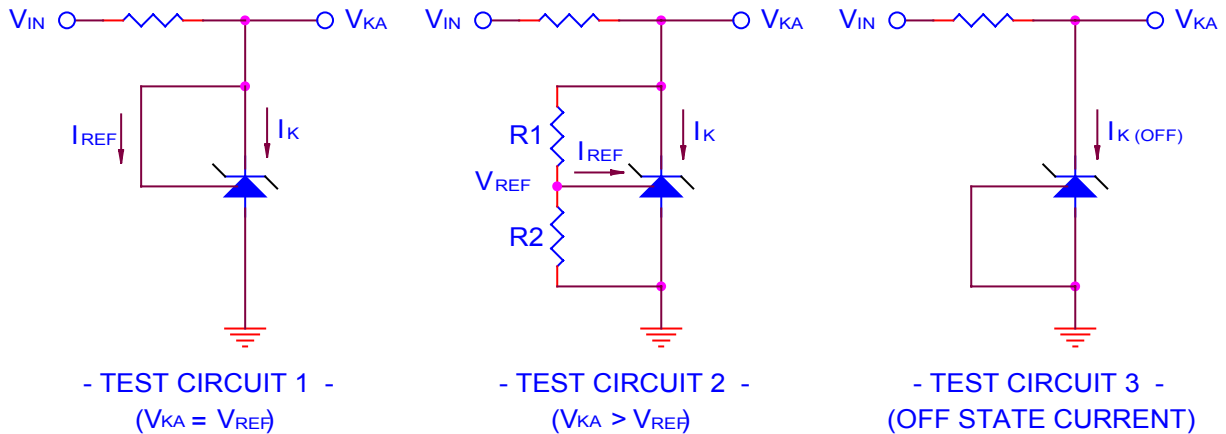 VIN VKA VIN VKA VIN VKA
IREF IK R1 IREF IK IK (OFF)
VREF
R2
- TEST CIRCUIT 1 - - TEST CIRCUIT 2 - - TEST CIRCUIT 3 -
(VKA = VREF) (VKA > VREF) (OFF STATE CURRENT)